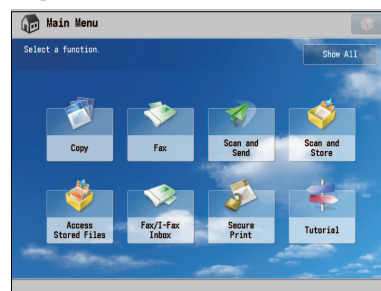 Main Menu
Select a function.
Show All
Copy
Fax
Scan and
Send
Scan and
Store
Access
Stored Files
Fax/I-Fax
Inbox
Secure
Print
Tutorial